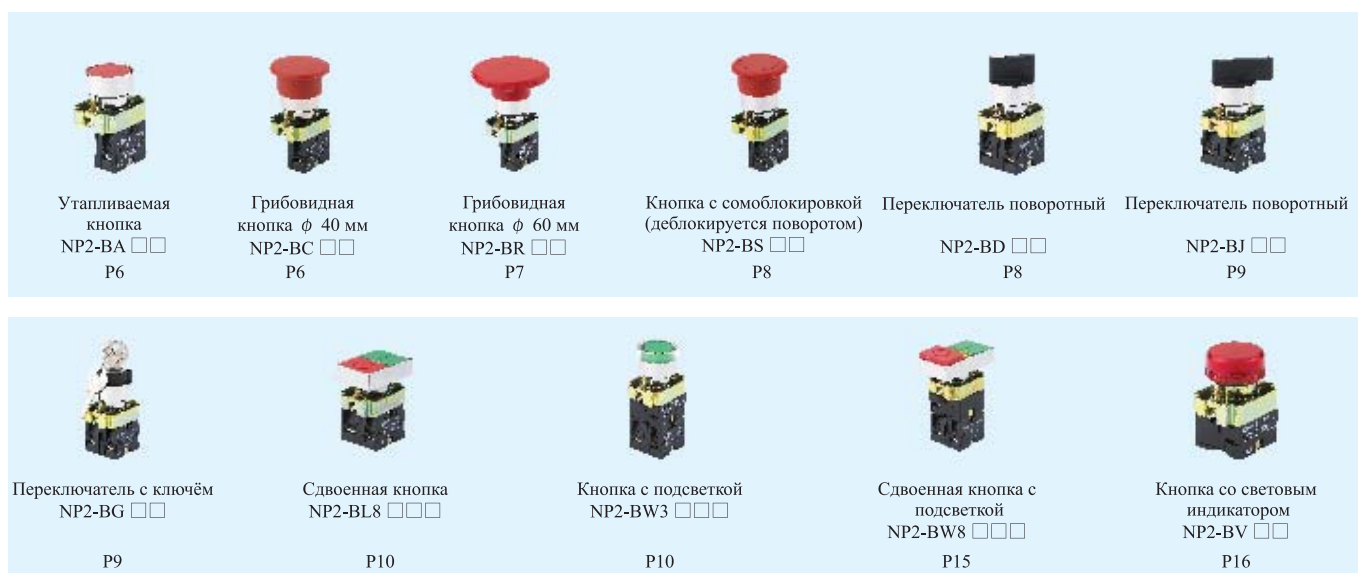 Утапливаемая
кнопка
NP2-BA □□
P6
Грибовидная
кнопка ϕ 40 мм
NP2-BC □□
P6
Грибовидная
кнопка ϕ 60 мм
NP2-BR □□
P7
Кнопка с сомоблокировкой
(деблокируется поворотом)
NP2-BS □□
P8
Переключатель поворотный
NP2-BD □□
P8
Переключатель поворотный
NP2-BJ □□
P9
Переключатель с ключём
NP2-BG □□
P9
Сдвоенная кнопка
NP2-BL8 □□□
P10
Кнопка с подсветкой
NP2-BW3 □□□
P10
Сдвоенная кнопка с
подсветкой
NP2-BW8 □□□
P15
Кнопка со световым
индикатором
NP2-BV □□
P16